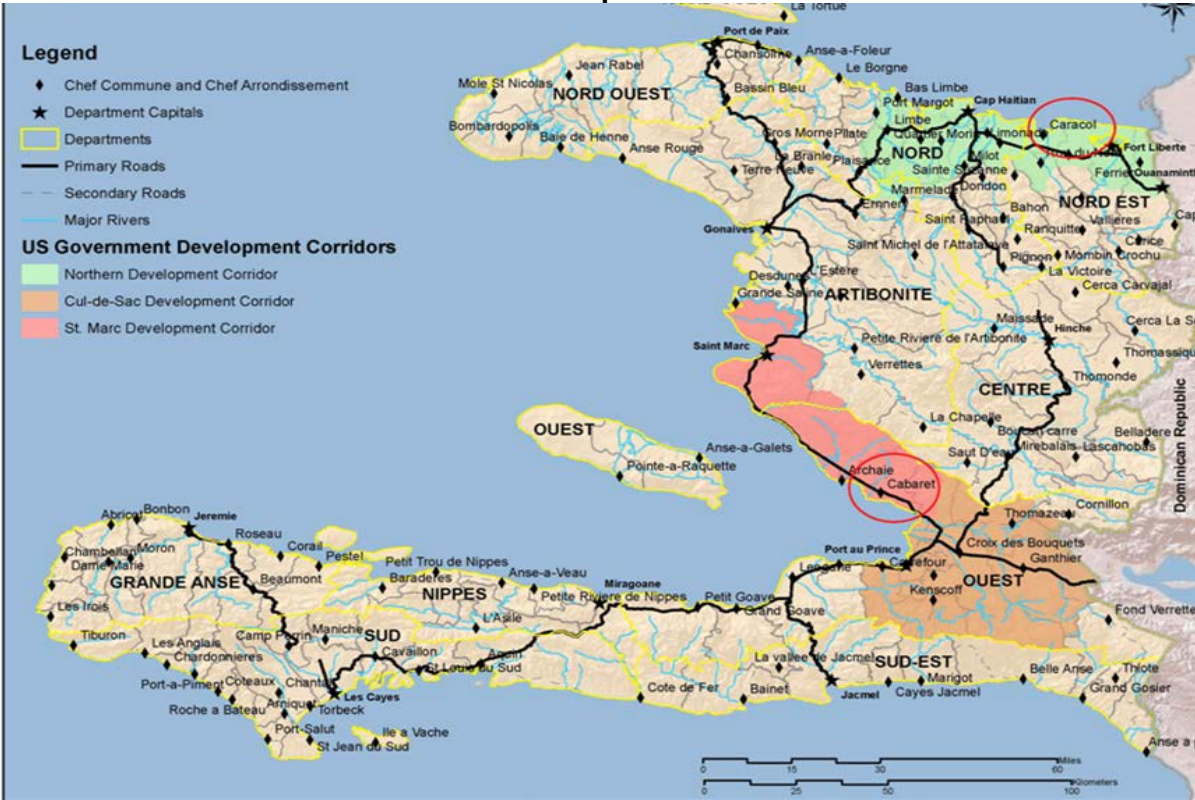 La Tortue
Legend
Chef Commune and Chef Arrondissement
Department Capitals
Departments
Primary Roads
Secondary Roads
Major Rivers
US Government Development Corridors
Northern Development Corridor
Cul-de-Sac Development Corridor
St. Marc Development Corridor
Port de Paix
Chansolme
Anse-a-Foleur
Jean Rabel
Le Borgne
Mole St Nicolas
NORD OUEST
Bassin Bleu
Bas Limbe
Port Margot
Cap Haitian
Bombardopolis
Baie de Henne
Anse Rouge
Gros Morne
Pilate
Limbe
Quartier Morin
Limonade
Caracol
NORD
Fort Liberte
La Branle
Plaisance
Milot
Terre Neuve
Sainte Suzanne
Ferrier
Ouanaminthe
Marmelade
Dondon
NORD EST
Ennery
Bahon
Saint Raphael
Vallieres
Gonaives
Ranquitte
Carice
Saint Michel de l'Attatalaye
Pignon
Mombin Crochu
La Victoire
Desdunes
L'Estere
Cerca Carvajal
Grande Saline
ARTIBONITE
Maissade
Hinche
Saint Marc
Petite Riviere de l'Artibonite
Verrettes
Thomonde
CENTRE
La Chapelle
Boucan carre
Belladere
OUEST
Anse-a-Galets
Saut D'eau
Mirebalais
Lascahobas
Pointe-a-Raquette
Archaie
Cabaret
Dominican Republic
Cornillon
Thomazeau
Abricot
Bonbon
Jeremie
Roseau
Corail
Pestel
Croix des Bouquets
Ganthier
Port au Prince
Carrefour
Chambellan
Moron
Dame Marie
GRANDE ANSE
Beaumont
Petit Trou de Nippes
Baraderes
Anse-a-Veau
NIPPES
Petite Riviere de Nippes
Miragoane
Leogane
OUEST
Kenscoff
Petit Goave
Grand Goave
Les Irois
L'Asile
Fond Verrette
Tiburon
Les Anglais
Camp Perrin
Maniche
SUD
Cavaillon
Chardonnieres
Aquin
St Louis du Sud
La vallee de Jacmel
SUD-EST
Belle Anse
Thiote
Port-a-Piment
Coteaux
Chantal
Les Cayes
Cote de Fer
Bainet
Jacmel
Marigot
Cayes Jacmel
Grand Gosier
Roche a Bateau
Arniquet
Torbeck
Port-Salut
Ile a Vache
St Jean du Sud
Miles
0 15 30 60
Kilometers
0 25 50 100